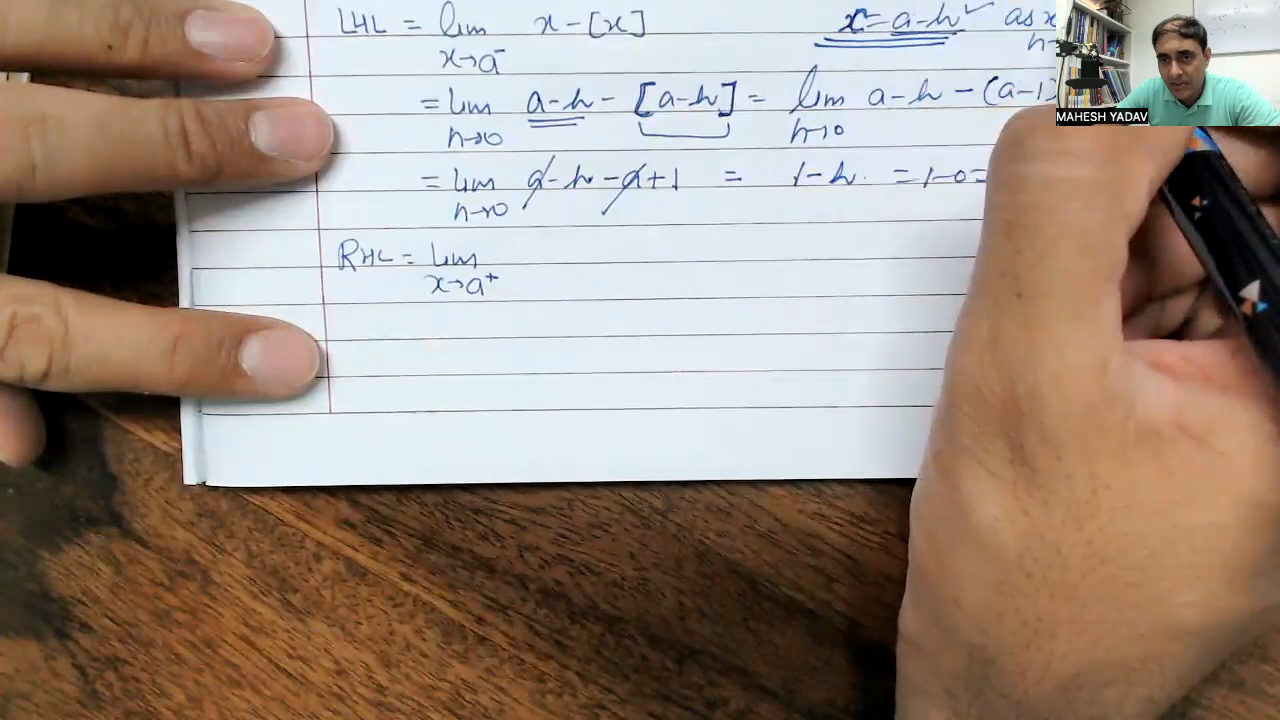 LHL = lim x - [x] x = a-h as x
x→a⁻ h→
= lim a-h - [a-h] = lim a-h - (a-1)
h→0 h→0
MAHESH YADAV
= lim a-h-a+1 = 1-h. = 1-0 =
h→0
RHL = lim
x→a⁺